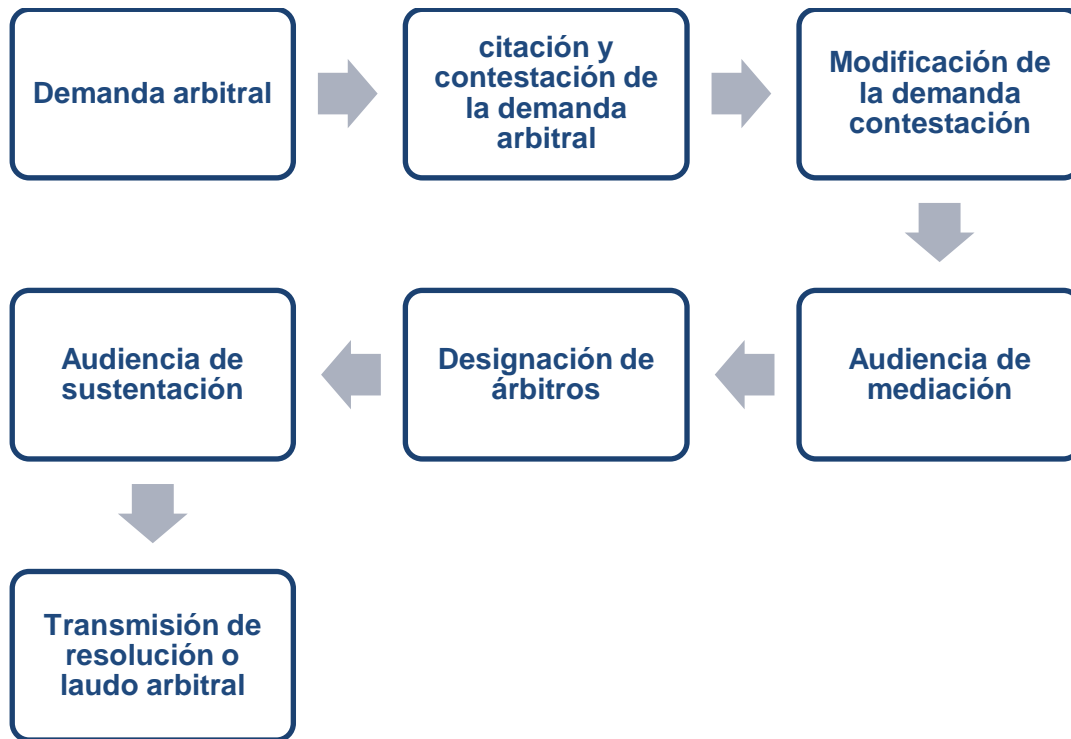 Demanda arbitral
citación y
contestación de
la demanda
arbitral
Modificación de
la demanda
contestación
Audiencia de
mediación
Designación de
árbitros
Audiencia de
sustentación
Transmisión de
resolución o
laudo arbitral